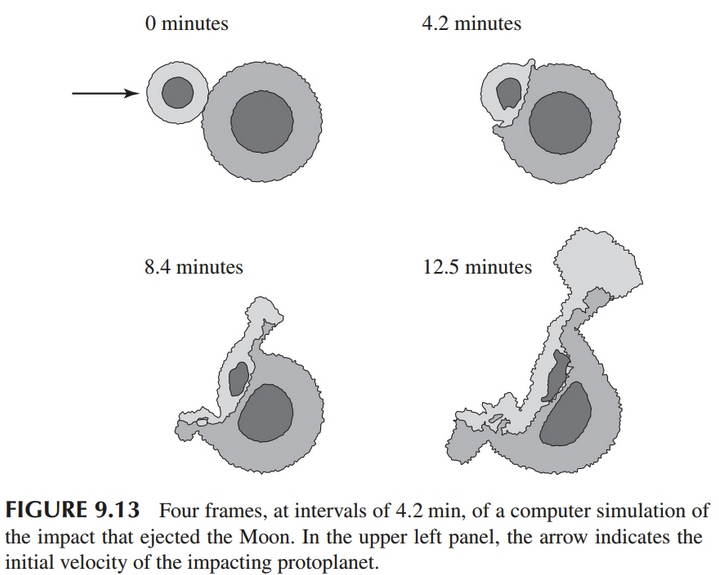 0 minutes
4.2 minutes
8.4 minutes
12.5 minutes
FIGURE 9.13 Four frames, at intervals of 4.2 min, of a computer simulation of
the impact that ejected the Moon. In the upper left panel, the arrow indicates the
initial velocity of the impacting protoplanet.